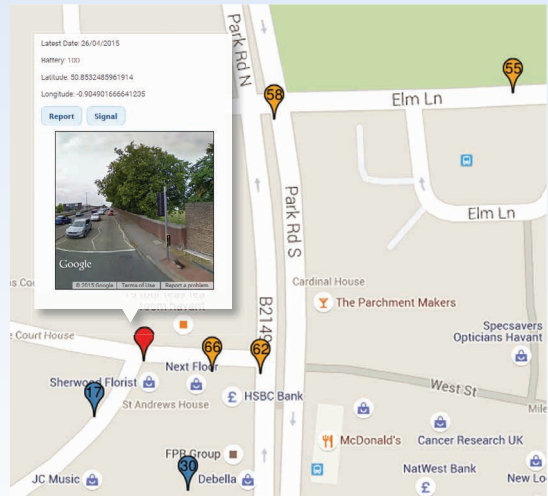 Latest Date: 26/04/2015
Battery: 100
Latitude: 50.8532485961914
Longitude: -0.904901666641235
Report
Signal
Google
© 2015 Google
Terms of Use
Report a problem
Park Rd N
58
55
Elm Ln
Elm Ln
Park Rd S
B2149
Cardinal House
The Parchment Makers
room havant
Specsavers
Opticians Havant
e Court House
66
62
Next Floor
Sherwood Florist
17
St Andrews House
HSBC Bank
West St
Mile
McDonald's
Cancer Research UK
FPR Group
30
JC Music
Debella
NatWest Bank
New Lo